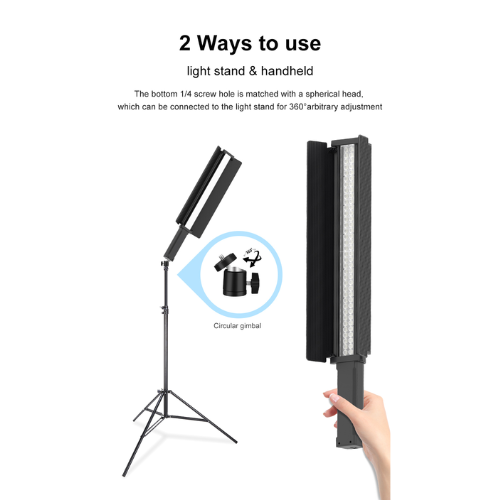 2 Ways to use
light stand & handheld
The bottom 1/4 screw hole is matched with a spherical head,
which can be connected to the light stand for 360°arbitrary adjustment
Circular gimbal